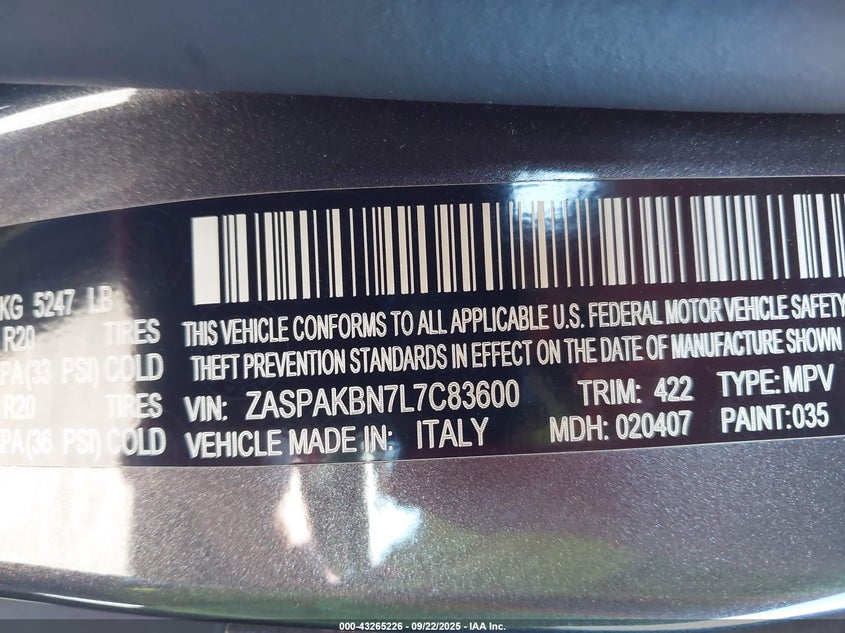 KG 5247 LB
R20 TIRES
PA(33 PSI) COLD
R20 TIRES
PA(36 PSI) COLD
THIS VEHICLE CONFORMS TO ALL APPLICABLE U.S. FEDERAL MOTOR VEHICLE SAFETY
THEFT PREVENTION STANDARDS IN EFFECT ON THE DATE OF MANUFACTURE SHOWN
VIN: ZASPAKBN7L7C83600 TRIM: 422 TYPE:MPV
VEHICLE MADE IN: ITALY MDH: 020407 PAINT:035
000-43265226 - 09/22/2025 - IAA Inc.